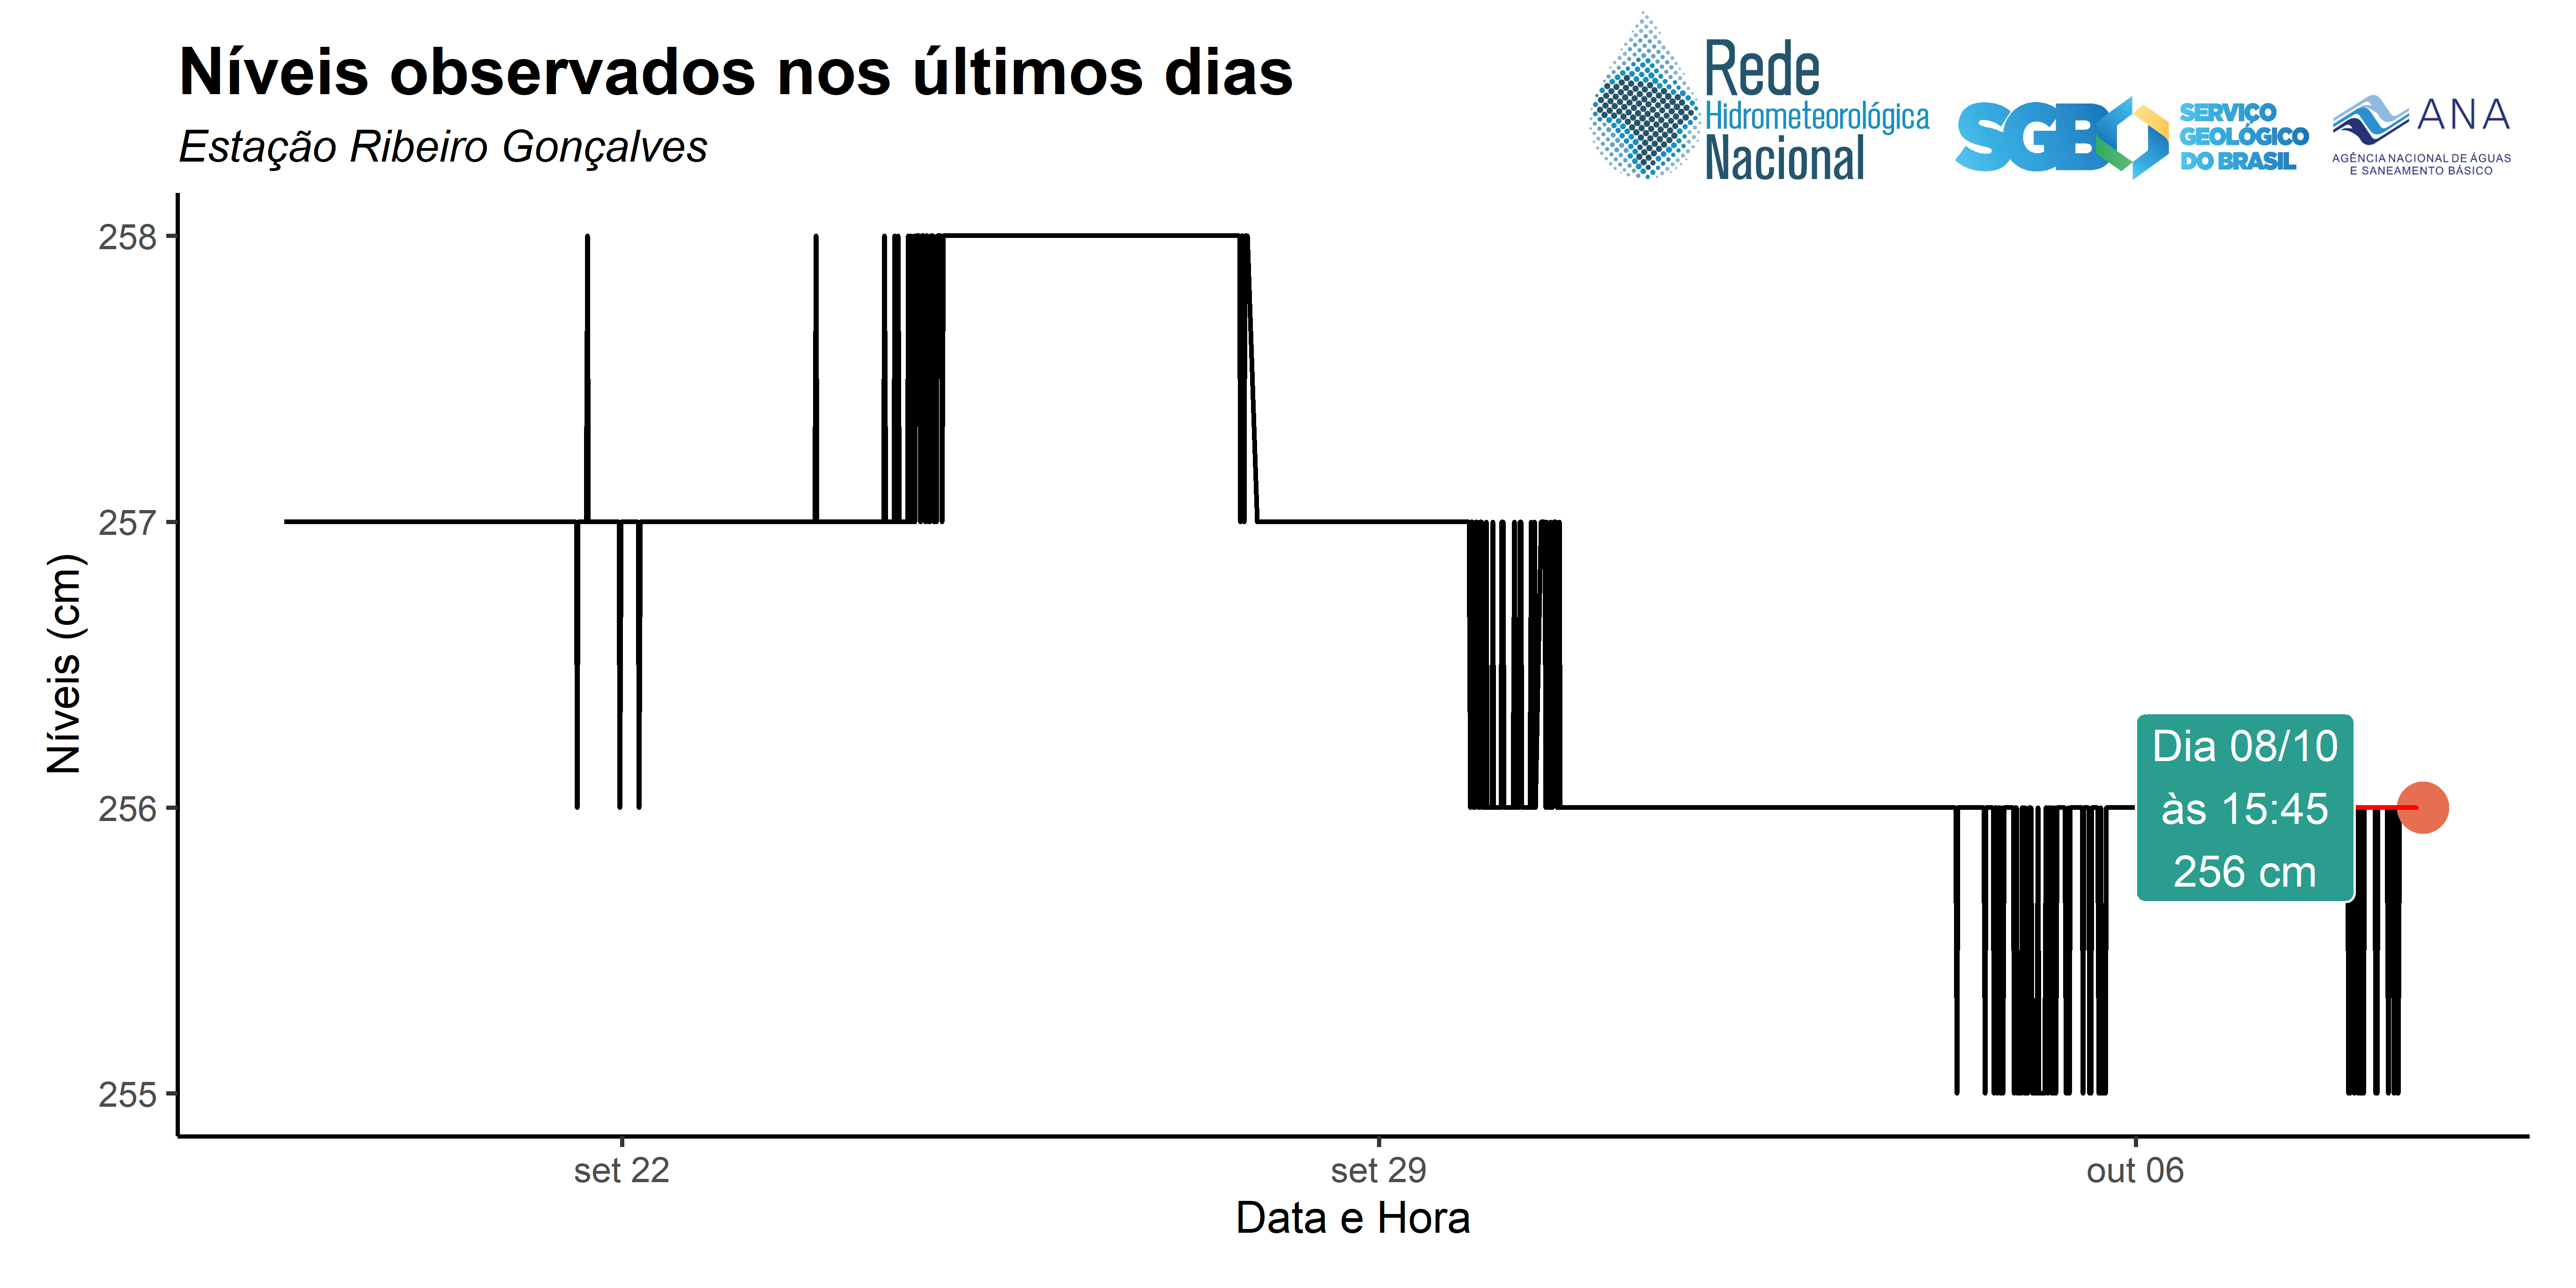 Níveis observados nos últimos dias
Estação Ribeiro Gonçalves
Rede
Hidrometeorológica
Nacional
SGB
SERVIÇO
GEOLÓGICO
DO BRASIL
ANA
AGÊNCIA NACIONAL DE ÁGUAS
E SANEAMENTO BÁSICO
Níveis (cm)
258
257
256
255
Dia 08/10
às 15:45
256 cm
set 22
set 29
out 06
Data e Hora